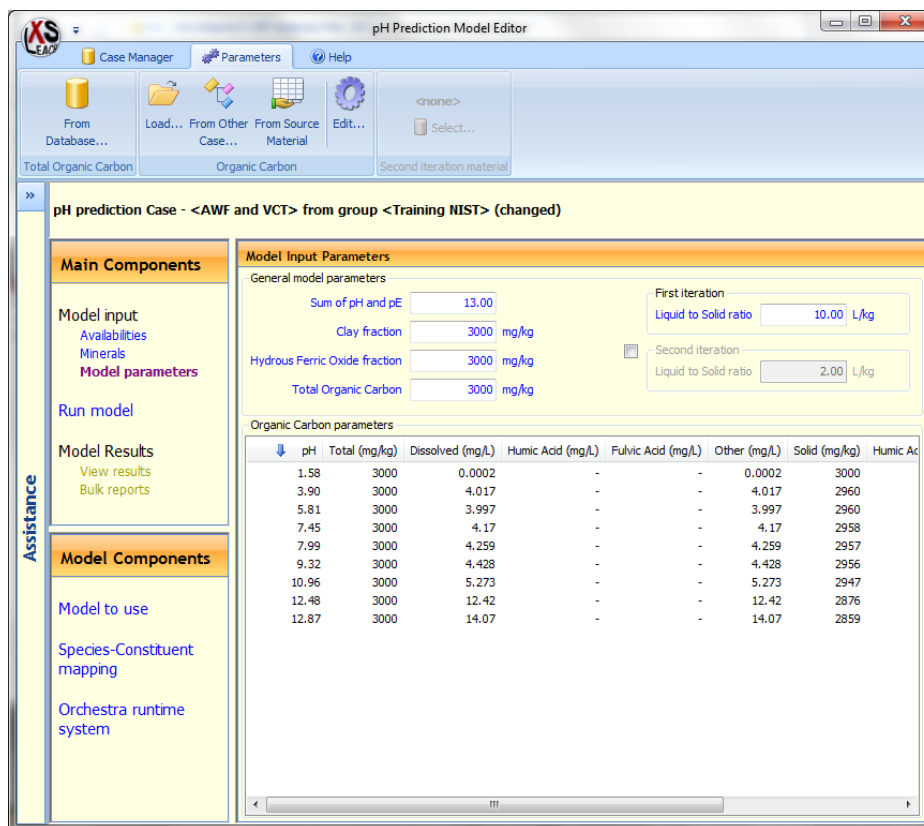 XS
LEACH
pH Prediction Model Editor
Case Manager Parameters Help
From Database...
Load...
From Other Case...
From Source Material
Edit...
<none>
Select...
Total Organic Carbon
Organic Carbon
Second iteration material
»
pH prediction Case - <AWF and VCT> from group <Training NIST> (changed)
Assistance
Main Components
Model input
Availabilities
Minerals
Model parameters
Run model
Model Results
View results
Bulk reports
Model Components
Model to use
Species-Constituent
mapping
Orchestra runtime
system
Model Input Parameters
General model parameters
Sum of pH and pE 13.00
Clay fraction 3000 mg/kg
Hydrous Ferric Oxide fraction 3000 mg/kg
Total Organic Carbon 3000 mg/kg
First iteration
Liquid to Solid ratio 10.00 L/kg
Second iteration
Liquid to Solid ratio 2.00 L/kg
Organic Carbon parameters
pH Total (mg/kg) Dissolved (mg/L) Humic Acid (mg/L) Fulvic Acid (mg/L) Other (mg/L) Solid (mg/kg) Humic Ac
1.58 3000 0.0002 - - 0.0002 3000
3.90 3000 4.017 - - 4.017 2960
5.81 3000 3.997 - - 3.997 2960
7.45 3000 4.17 - - 4.17 2958
7.99 3000 4.259 - - 4.259 2957
9.32 3000 4.428 - - 4.428 2956
10.96 3000 5.273 - - 5.273 2947
12.48 3000 12.42 - - 12.42 2876
12.87 3000 14.07 - - 14.07 2859